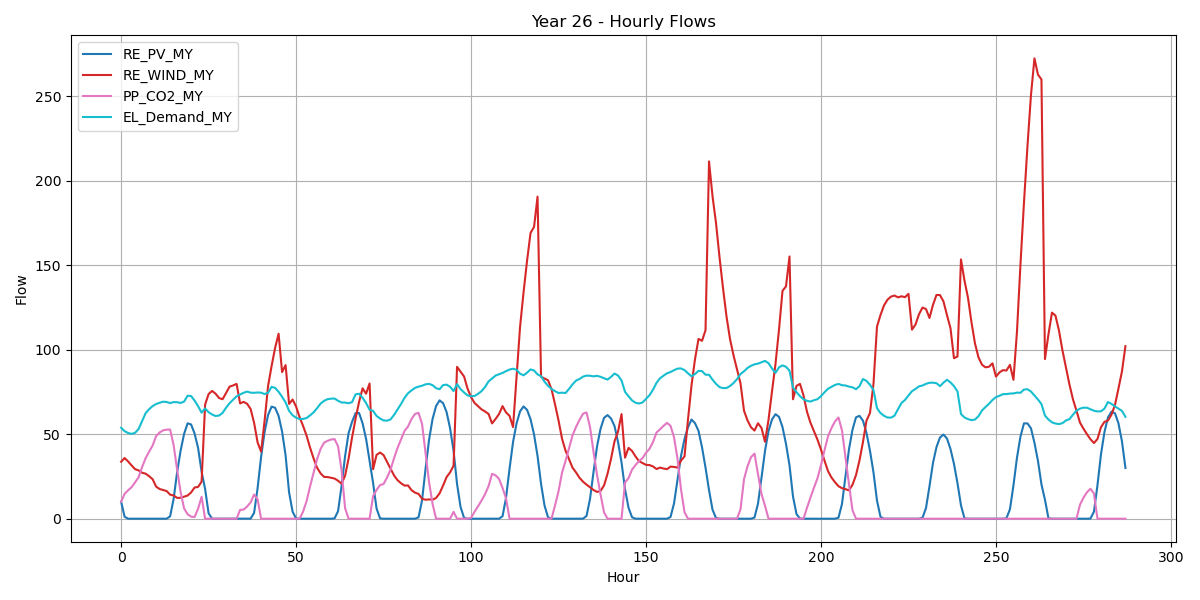 Year 26 - Hourly Flows
RE_PV_MY
RE_WIND_MY
PP_CO2_MY
EL_Demand_MY
Flow
250
200
150
100
50
0
0 50 100 150 200 250 300
Hour